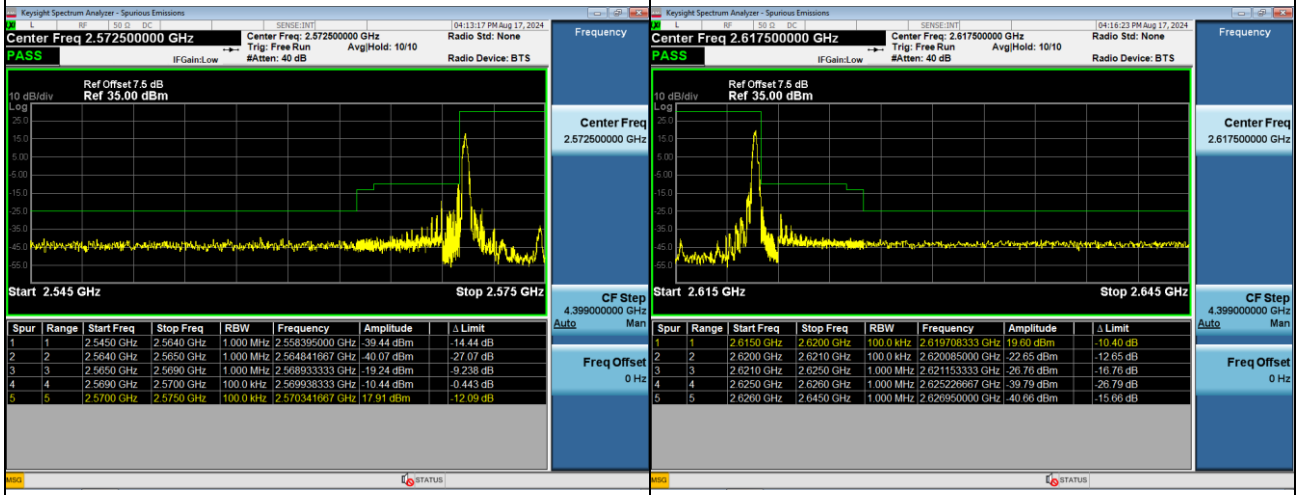 Keysight Spectrum Analyzer - Spurious Emissions
L RF 50 Ω DC SENSE:INT 04:13:17 PM Aug 17, 2024
Center Freq 2.572500000 GHz Center Freq: 2.572500000 GHz Radio Std: None Frequency
Trig: Free Run Avg|Hold: 10/10
PASS IFGain:Low #Atten: 40 dB Radio Device: BTS
Ref Offset 7.5 dB
10 dB/div Ref 35.00 dBm
Log
25.0
15.0
5.00
-5.00
-15.0
-25.0
-35.0
-45.0
-55.0
Center Freq
2.572500000 GHz
Start 2.545 GHz Stop 2.575 GHz
CF Step
4.399000000 GHz
Auto Man
Freq Offset
0 Hz
Spur Range Start Freq Stop Freq RBW Frequency Amplitude Δ Limit
1 1 2.5450 GHz 2.5640 GHz 1.000 MHz 2.558395000 GHz -39.44 dBm -14.44 dB
2 2 2.5640 GHz 2.5650 GHz 1.000 MHz 2.564841667 GHz -40.07 dBm -27.07 dB
3 3 2.5650 GHz 2.5690 GHz 1.000 MHz 2.568933333 GHz -19.24 dBm -9.238 dB
4 4 2.5690 GHz 2.5700 GHz 100.0 kHz 2.569938333 GHz -10.44 dBm -0.443 dB
5 5 2.5700 GHz 2.5750 GHz 100.0 kHz 2.570341667 GHz 17.91 dBm -12.09 dB
MSG STATUS
Keysight Spectrum Analyzer - Spurious Emissions
L RF 50 Ω DC SENSE:INT 04:16:23 PM Aug 17, 2024
Center Freq 2.617500000 GHz Center Freq: 2.617500000 GHz Radio Std: None Frequency
Trig: Free Run Avg|Hold: 10/10
PASS IFGain:Low #Atten: 40 dB Radio Device: BTS
Ref Offset 7.5 dB
10 dB/div Ref 35.00 dBm
Log
25.0
15.0
5.00
-5.00
-15.0
-25.0
-35.0
-45.0
-55.0
Center Freq
2.617500000 GHz
Start 2.615 GHz Stop 2.645 GHz
CF Step
4.399000000 GHz
Auto Man
Freq Offset
0 Hz
Spur Range Start Freq Stop Freq RBW Frequency Amplitude Δ Limit
1 1 2.6150 GHz 2.6200 GHz 100.0 kHz 2.619708333 GHz 19.60 dBm -10.40 dB
2 2 2.6200 GHz 2.6210 GHz 100.0 kHz 2.620085000 GHz -22.65 dBm -12.65 dB
3 3 2.6210 GHz 2.6250 GHz 1.000 MHz 2.621153333 GHz -26.76 dBm -16.76 dB
4 4 2.6250 GHz 2.6260 GHz 1.000 MHz 2.625226667 GHz -39.79 dBm -26.79 dB
5 5 2.6260 GHz 2.6450 GHz 1.000 MHz 2.626950000 GHz -40.66 dBm -15.66 dB
MSG STATUS